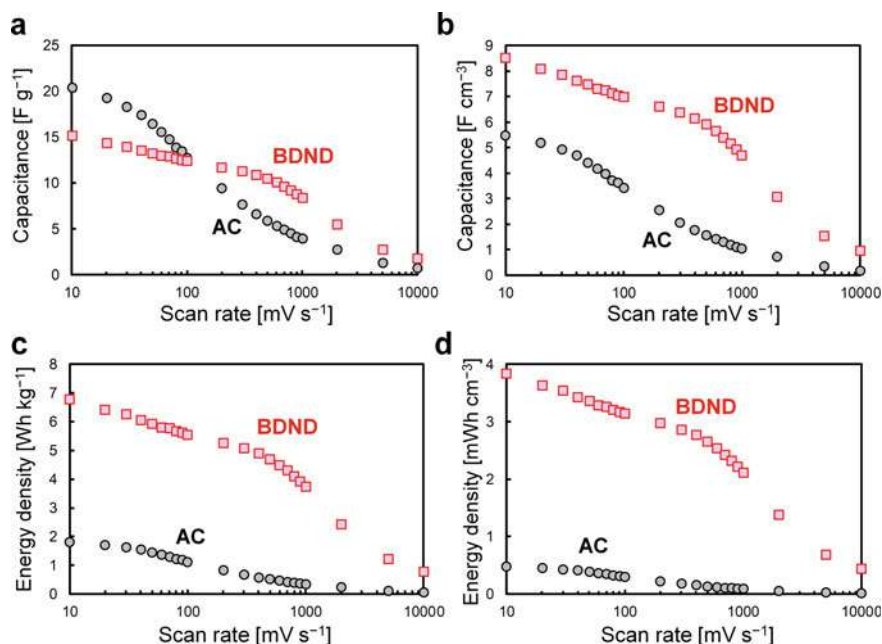 a
Capacitance [F g⁻¹]
25
20
15
10
5
0
BDND
AC
10
100
1000
10000
Scan rate [mV s⁻¹]
b
Capacitance [F cm⁻³]
9
8
7
6
5
4
3
2
1
0
BDND
AC
10
100
1000
10000
Scan rate [mV s⁻¹]
c
Energy density [Wh kg⁻¹]
8
7
6
5
4
3
2
1
0
BDND
AC
10
100
1000
10000
Scan rate [mV s⁻¹]
d
Energy density [mWh cm⁻³]
4
3
2
1
0
BDND
AC
10
100
1000
10000
Scan rate [mV s⁻¹]